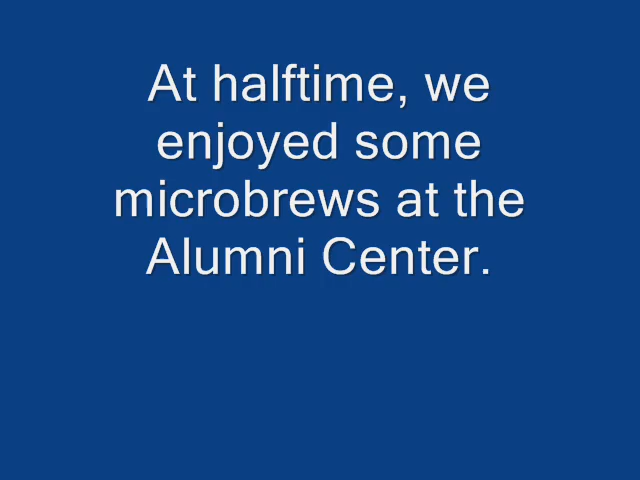 At halftime, we
enjoyed some
microbrews at the
Alumni Center.